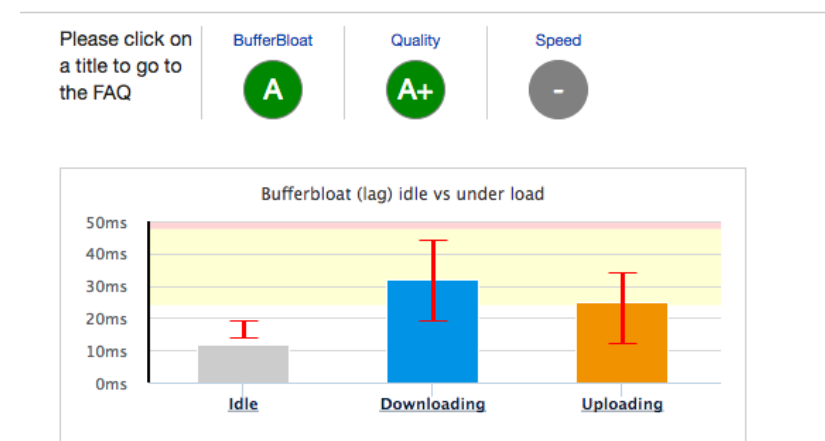 Please click on
a title to go to
the FAQ
BufferBloat
Quality
Speed
A
A+
-
Bufferbloat (lag) idle vs under load
50ms
40ms
30ms
20ms
10ms
0ms
Idle
Downloading
Uploading